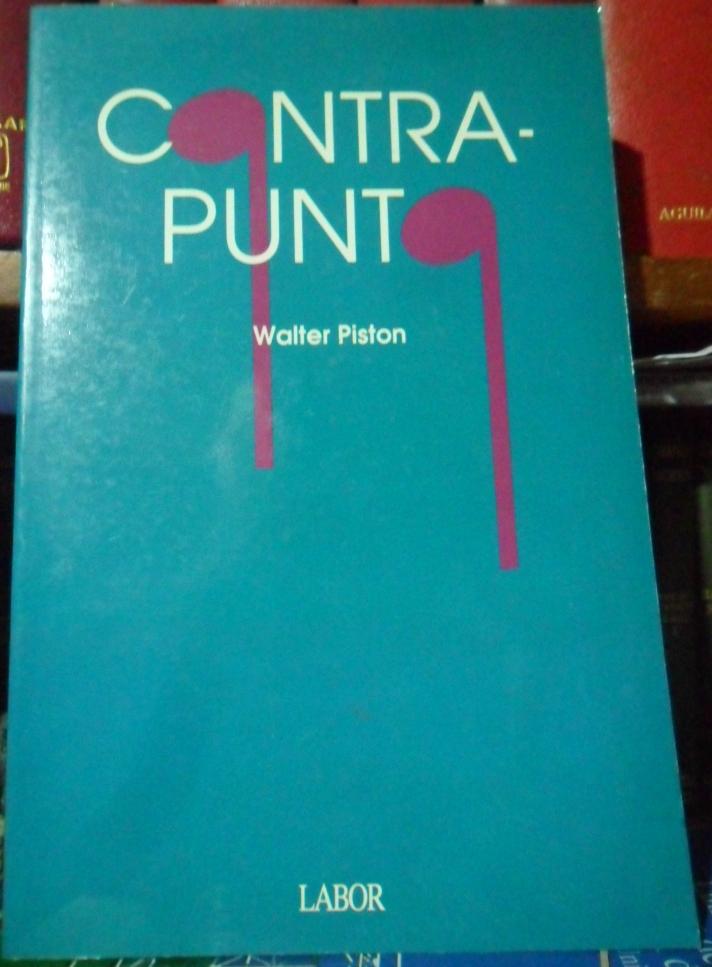 CONTRA-
PUNTO
Walter Piston
LABOR